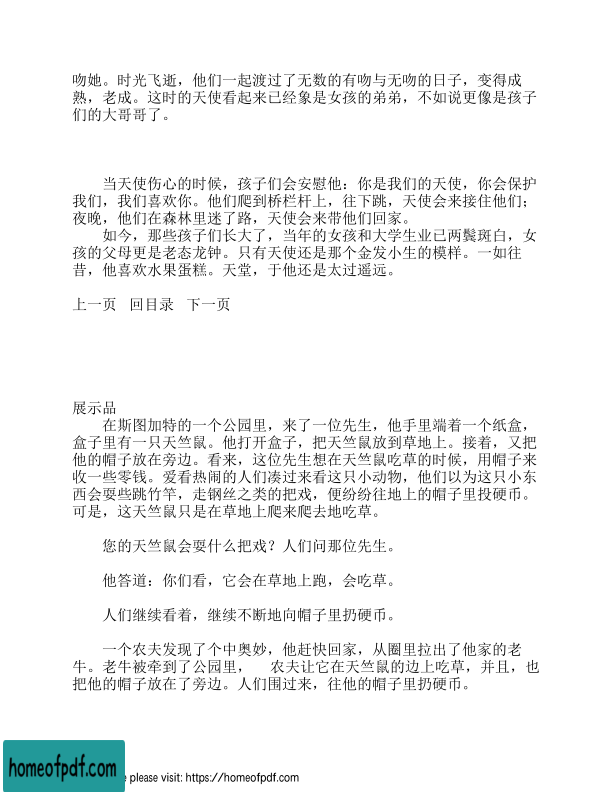 吻她。时光飞逝，他们一起渡过了无数的有吻与无吻的日子，变得成
熟，老成。这时的天使看起来已经象是女孩的弟弟，不如说更像是孩子
们的大哥哥了。
当天使伤心的时候，孩子们会安慰他：你是我们的天使，你会保护
我们，我们喜欢你。他们爬到桥栏杆上，往下跳，天使会来接住他们；
夜晚，他们在森林里迷了路，天使会来带他们回家。
如今，那些孩子们长大了，当年的女孩和大学生业已两鬓斑白，女
孩的父母更是老态龙钟。只有天使还是那个金发小生的模样。一如往
昔，他喜欢水果蛋糕。天堂，于他还是太过遥远。
上一页 回目录 下一页
展示品
在斯图加特的一个公园里，来了一位先生，他手里端着一个纸盒，
盒子里有一只天竺鼠。他打开盒子，把天竺鼠放到草地上。接着，又把
他的帽子放在旁边。看来，这位先生想在天竺鼠吃草的时候，用帽子来
收一些零钱。爱看热闹的人们凑过来看这只小动物，他们以为这只小东
西会耍些跳竹竿，走钢丝之类的把戏，便纷纷往地上的帽子里投硬币。
可是，这天竺鼠只是在草地上爬来爬去地吃草。
您的天竺鼠会耍什么把戏？人们问那位先生。
他答道：你们看，它会在草地上跑，会吃草。
人们继续看着，继续不断地向帽子里扔硬币。
一个农夫发现了个中奥妙，他赶快回家，从圈里拉出了他家的老
牛。老牛被牵到了公园里， 农夫让它在天竺鼠的边上吃草，并且，也
把他的帽子放在了旁边。人们围过来，往他的帽子里扔硬币。
homeofpdf.com
e please visit: https://homeofpdf.com